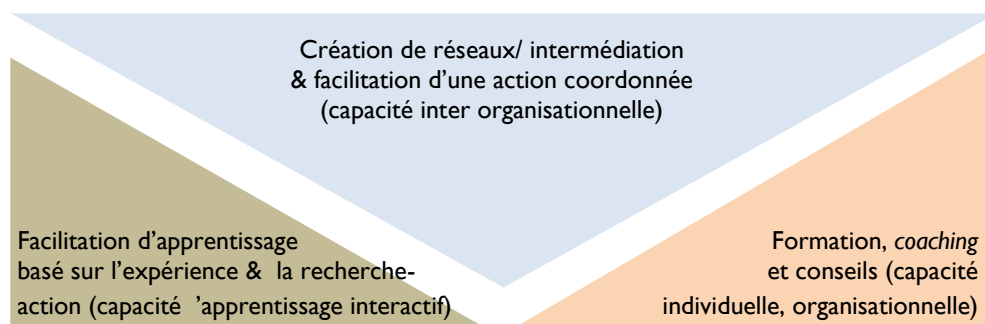 Création de réseaux/ intermédiation
& facilitation d’une action coordonnée
(capacité inter organisationnelle)
Facilitation d’apprentissage
basé sur l’expérience & la recherche-
action (capacité ’apprentissage interactif)
Formation, coaching
et conseils (capacité
individuelle, organisationnelle)